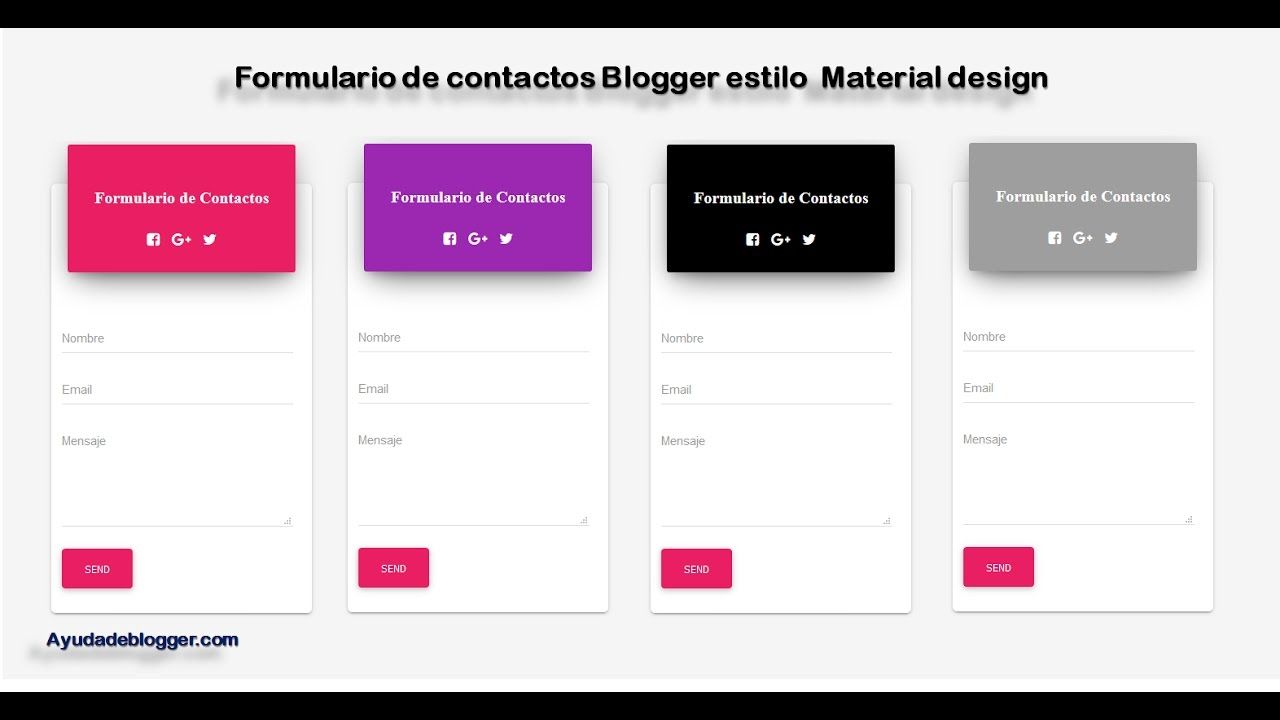 Formulario de contactos Blogger estilo Material design
Formulario de Contactos
G+
Nombre
Email
Mensaje
SEND
Formulario de Contactos
G+
Nombre
Email
Mensaje
SEND
Formulario de Contactos
G+
Nombre
Email
Mensaje
SEND
Formulario de Contactos
G+
Nombre
Email
Mensaje
SEND
Ayudadeblogger.com